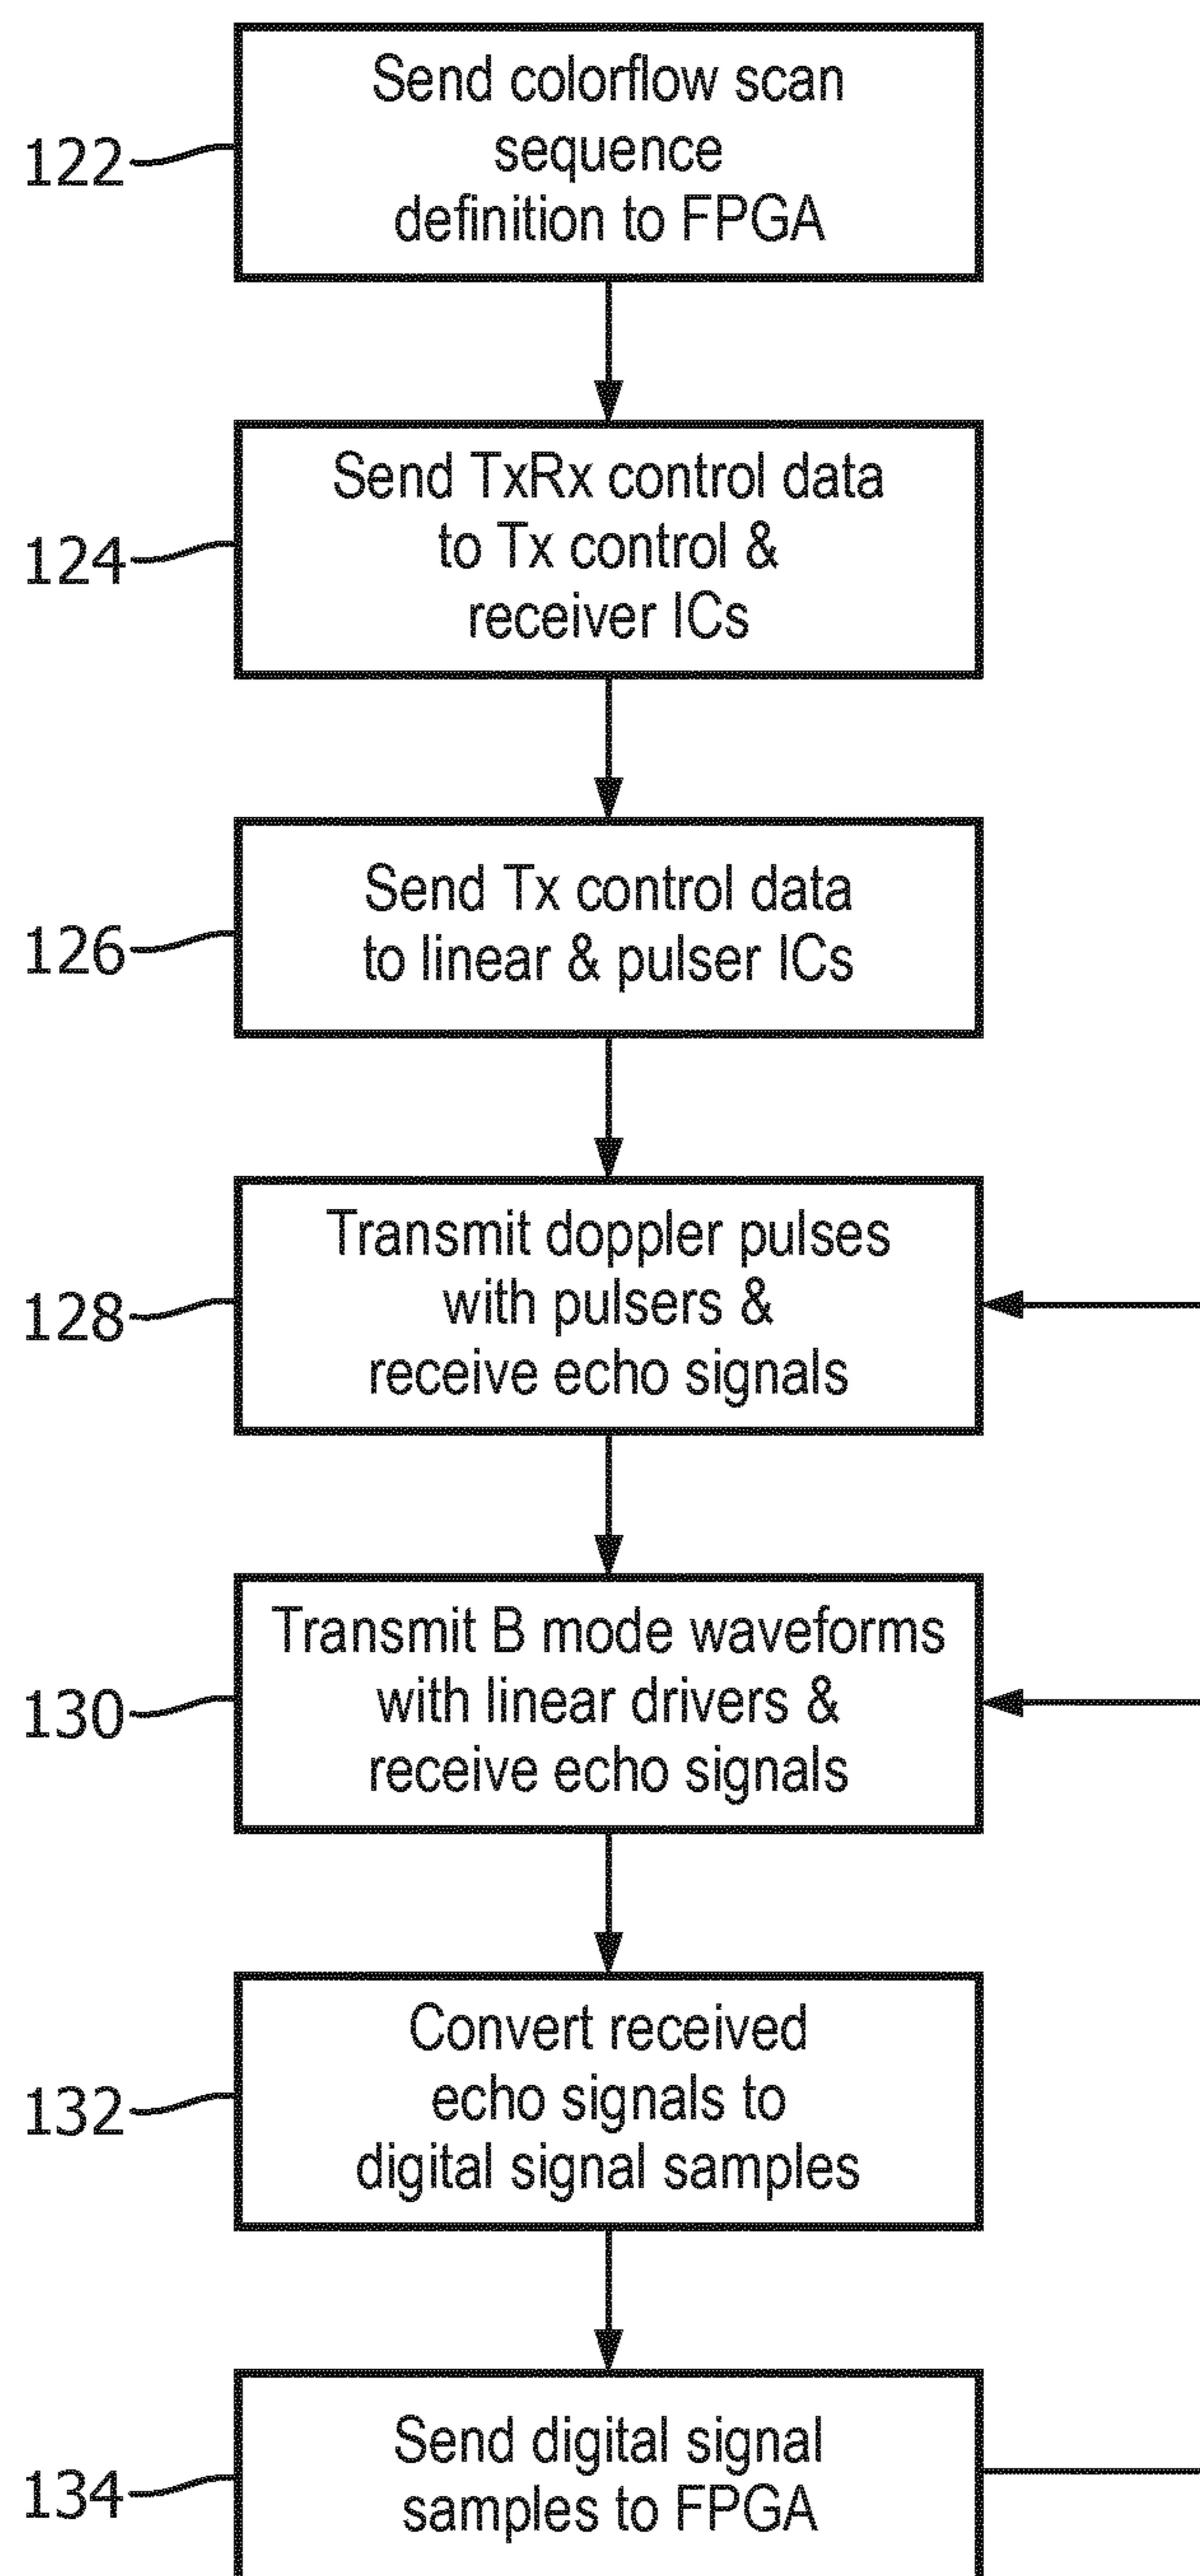 122
Send colorflow scan
sequence
definition to FPGA
124
Send TxRx control data
to Tx control &
receiver ICs
126
Send Tx control data
to linear & pulser ICs
128
Transmit doppler pulses
with pulsers &
receive echo signals
130
Transmit B mode waveforms
with linear drivers &
receive echo signals
132
Convert received
echo signals to
digital signal samples
134
Send digital signal
samples to FPGA